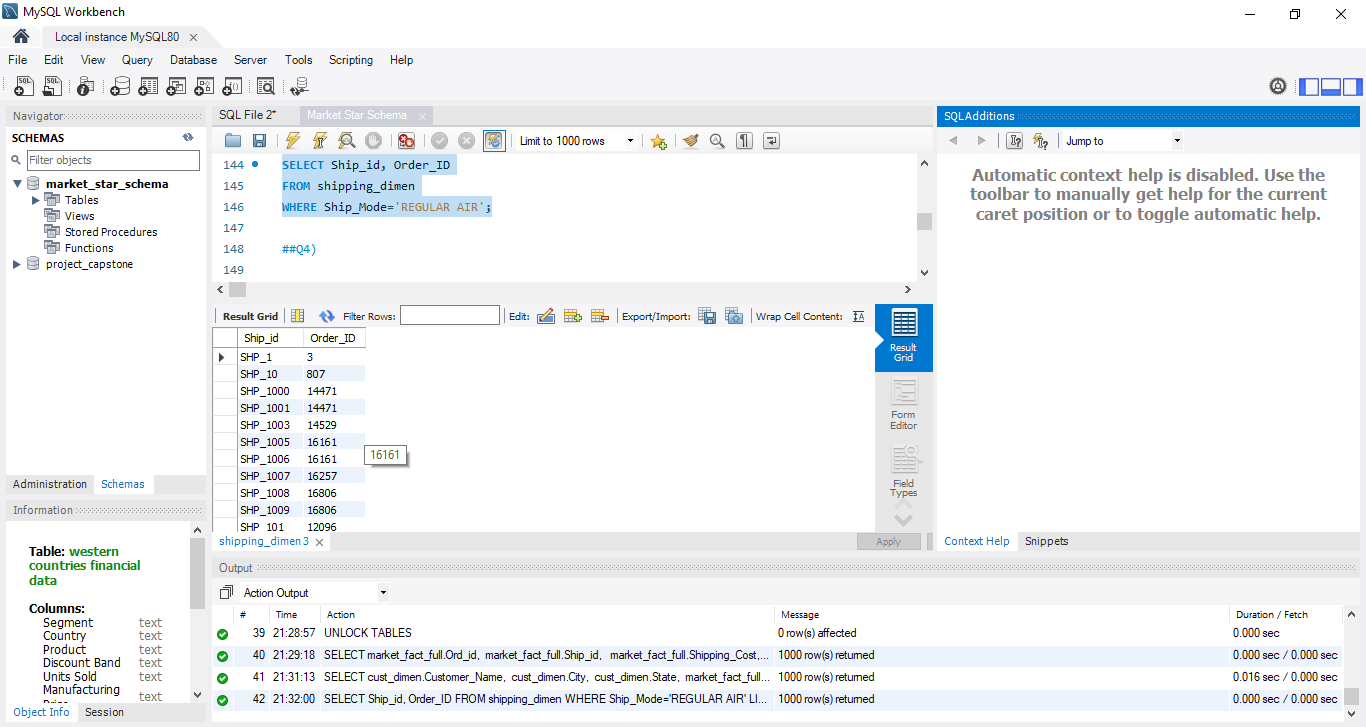 MySQL Workbench
Local instance MySQL80
File Edit View Query Database Server Tools Scripting Help
Navigator
SCHEMAS
Filter objects
market_star_schema
Tables
Views
Stored Procedures
Functions
project_capstone
Administration Schemas
Information
Table: western
countries financial
data
Columns:
Segment text
Country text
Product text
Discount Band text
Units Sold text
Manufacturing text
Object Info Session
SQL File 2* Market Star Schema
Limit to 1000 rows
144 SELECT Ship_id, Order_ID
145 FROM shipping_dimen
146 WHERE Ship_Mode='REGULAR AIR';
147
148 ##Q4)
149
Result Grid Filter Rows: Edit: Export/Import: Wrap Cell Content:
Ship_id Order_ID
SHP_1 3
SHP_10 807
SHP_1000 14471
SHP_1001 14471
SHP_1003 14529
SHP_1005 16161
SHP_1006 16161
16161
SHP_1007 16257
SHP_1008 16806
SHP_1009 16806
SHP_101 12096
Result
Grid
Form
Editor
Field
Types
shipping_dimen 3 Apply
SQLAdditions
Jump to
Automatic context help is disabled. Use the
toolbar to manually get help for the current
caret position or to toggle automatic help.
Context Help Snippets
Output
Action Output
# Time Action Message Duration / Fetch
39 21:28:57 UNLOCK TABLES 0 row(s) affected 0.000 sec
40 21:29:18 SELECT market_fact_full.Ord_id, market_fact_full.Ship_id, market_fact_full.Shipping_Cost,... 1000 row(s) returned 0.000 sec / 0.000 sec
41 21:31:13 SELECT cust_dimen.Customer_Name, cust_dimen.City, cust_dimen.State, market_fact_full... 1000 row(s) returned 0.016 sec / 0.000 sec
42 21:32:00 SELECT Ship_id, Order_ID FROM shipping_dimen WHERE Ship_Mode='REGULAR AIR' LI... 1000 row(s) returned 0.000 sec / 0.000 sec